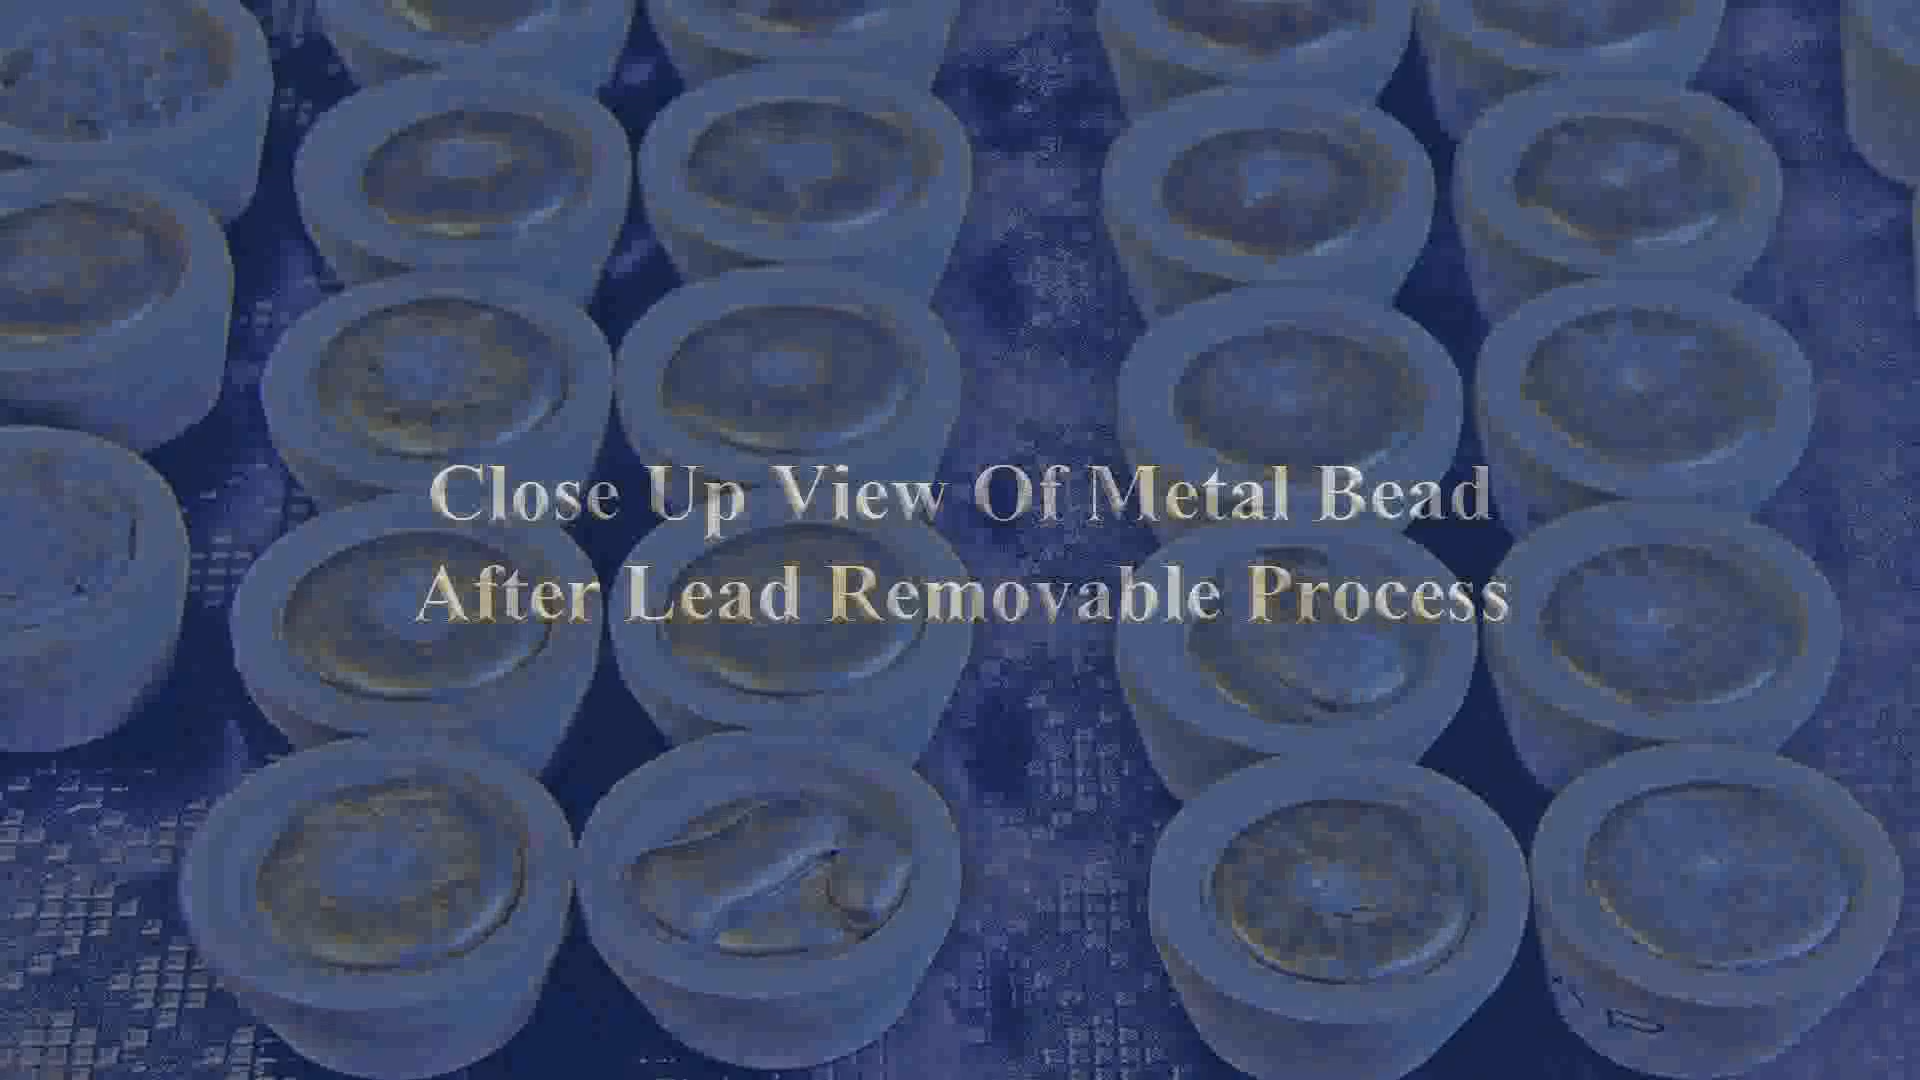 Close Up View Of Metal Bead
After Lead Removable Process